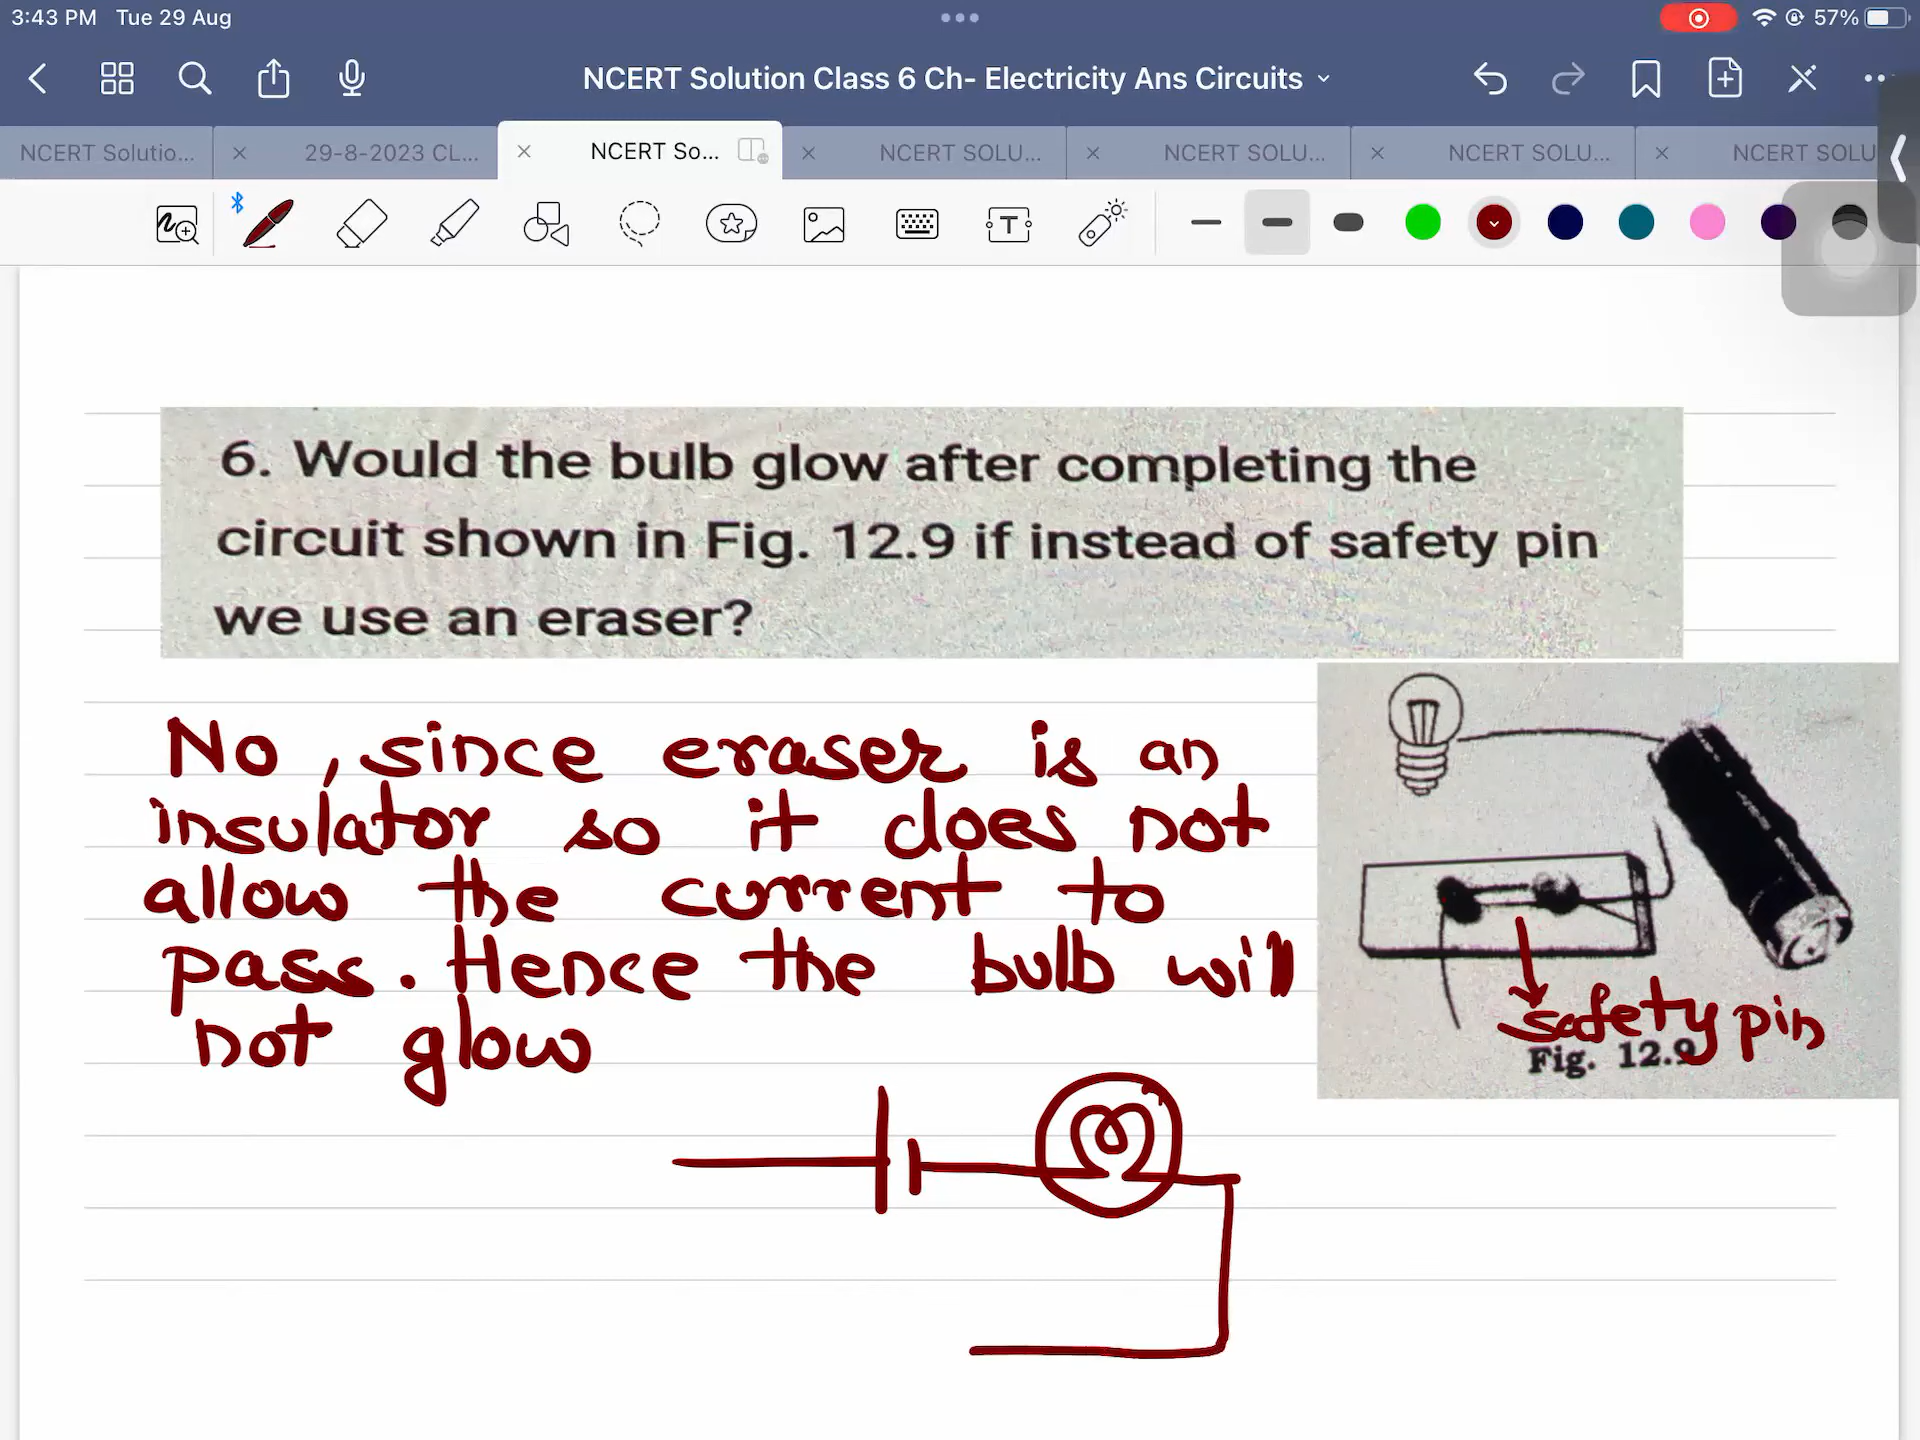 3:43 PM Tue 29 Aug
57%
NCERT Solution Class 6 Ch- Electricity Ans Circuits
NCERT Solutio...
29-8-2023 CL...
NCERT So...
NCERT SOLU...
NCERT SOLU...
NCERT SOLU...
NCERT SOLU
T
6. Would the bulb glow after completing the
circuit shown in Fig. 12.9 if instead of safety pin
we use an eraser?
No, since eraser is an
insulator so it does not
allow the current to
pass. Hence the bulb will
not glow
safety pin
Fig. 12.9